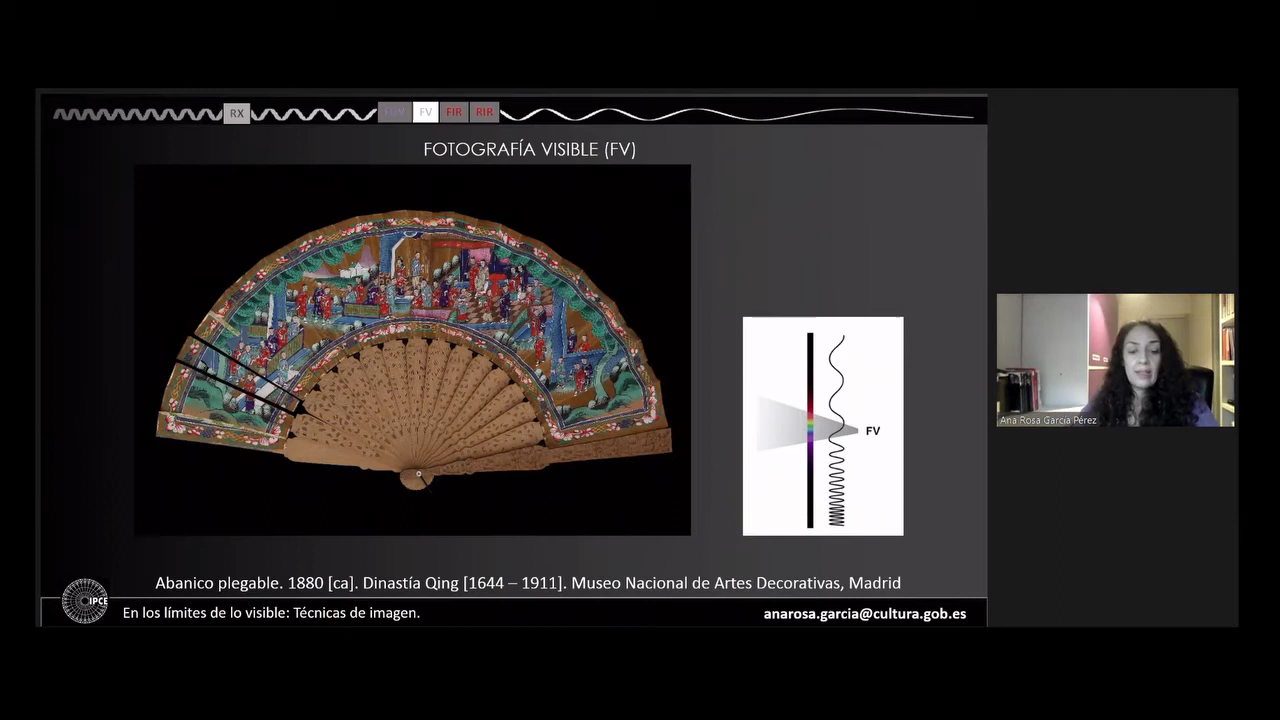 RX
FV
FIR
RIR
FOTOGRAFÍA VISIBLE (FV)
FV
Ana Rosa García Pérez
Abanico plegable. 1880 [ca]. Dinastía Qing [1644 – 1911]. Museo Nacional de Artes Decorativas, Madrid
IPCE
En los límites de lo visible: Técnicas de imagen.
anarosa.garcia@cultura.gob.es